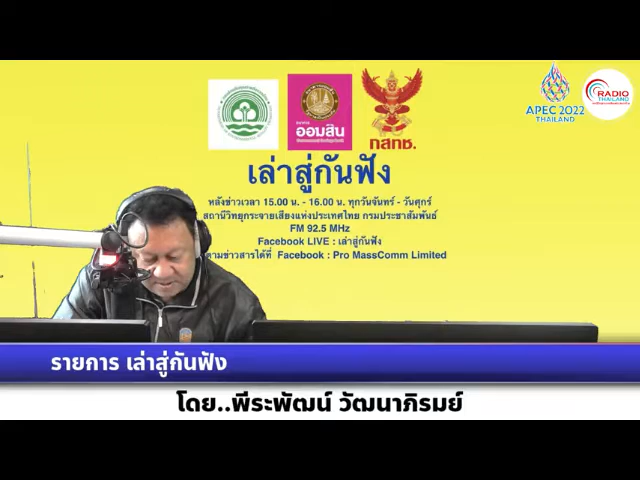 APEC 2022
THAILAND
RADIO
THAILAND
ธนาคาร
ออมสิน
กสทช.
เล่าสู่กันฟัง
หลังข่าวเวลา 15.00 น. - 16.00 น. ทุกวันจันทร์ - วันศุกร์
สถานีวิทยุกระจายเสียงแห่งประเทศไทย กรมประชาสัมพันธ์
FM 92.5 MHz
Facebook LIVE : เล่าสู่กันฟัง
ตามข่าวสารได้ที่ Facebook : Pro MassComm Limited
รายการ เล่าสู่กันฟัง
โดย..พีระพัฒน์ วัฒนาภิรมย์